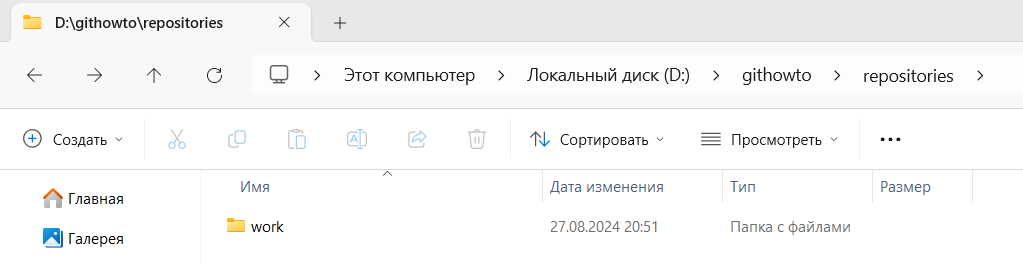 D:\githowto\repositories
Этот компьютер Локальный диск (D:) githowto repositories
Создать Сортировать Просмотреть
Имя Дата изменения Тип Размер
Главная
work 27.08.2024 20:51 Папка с файлами
Галерея